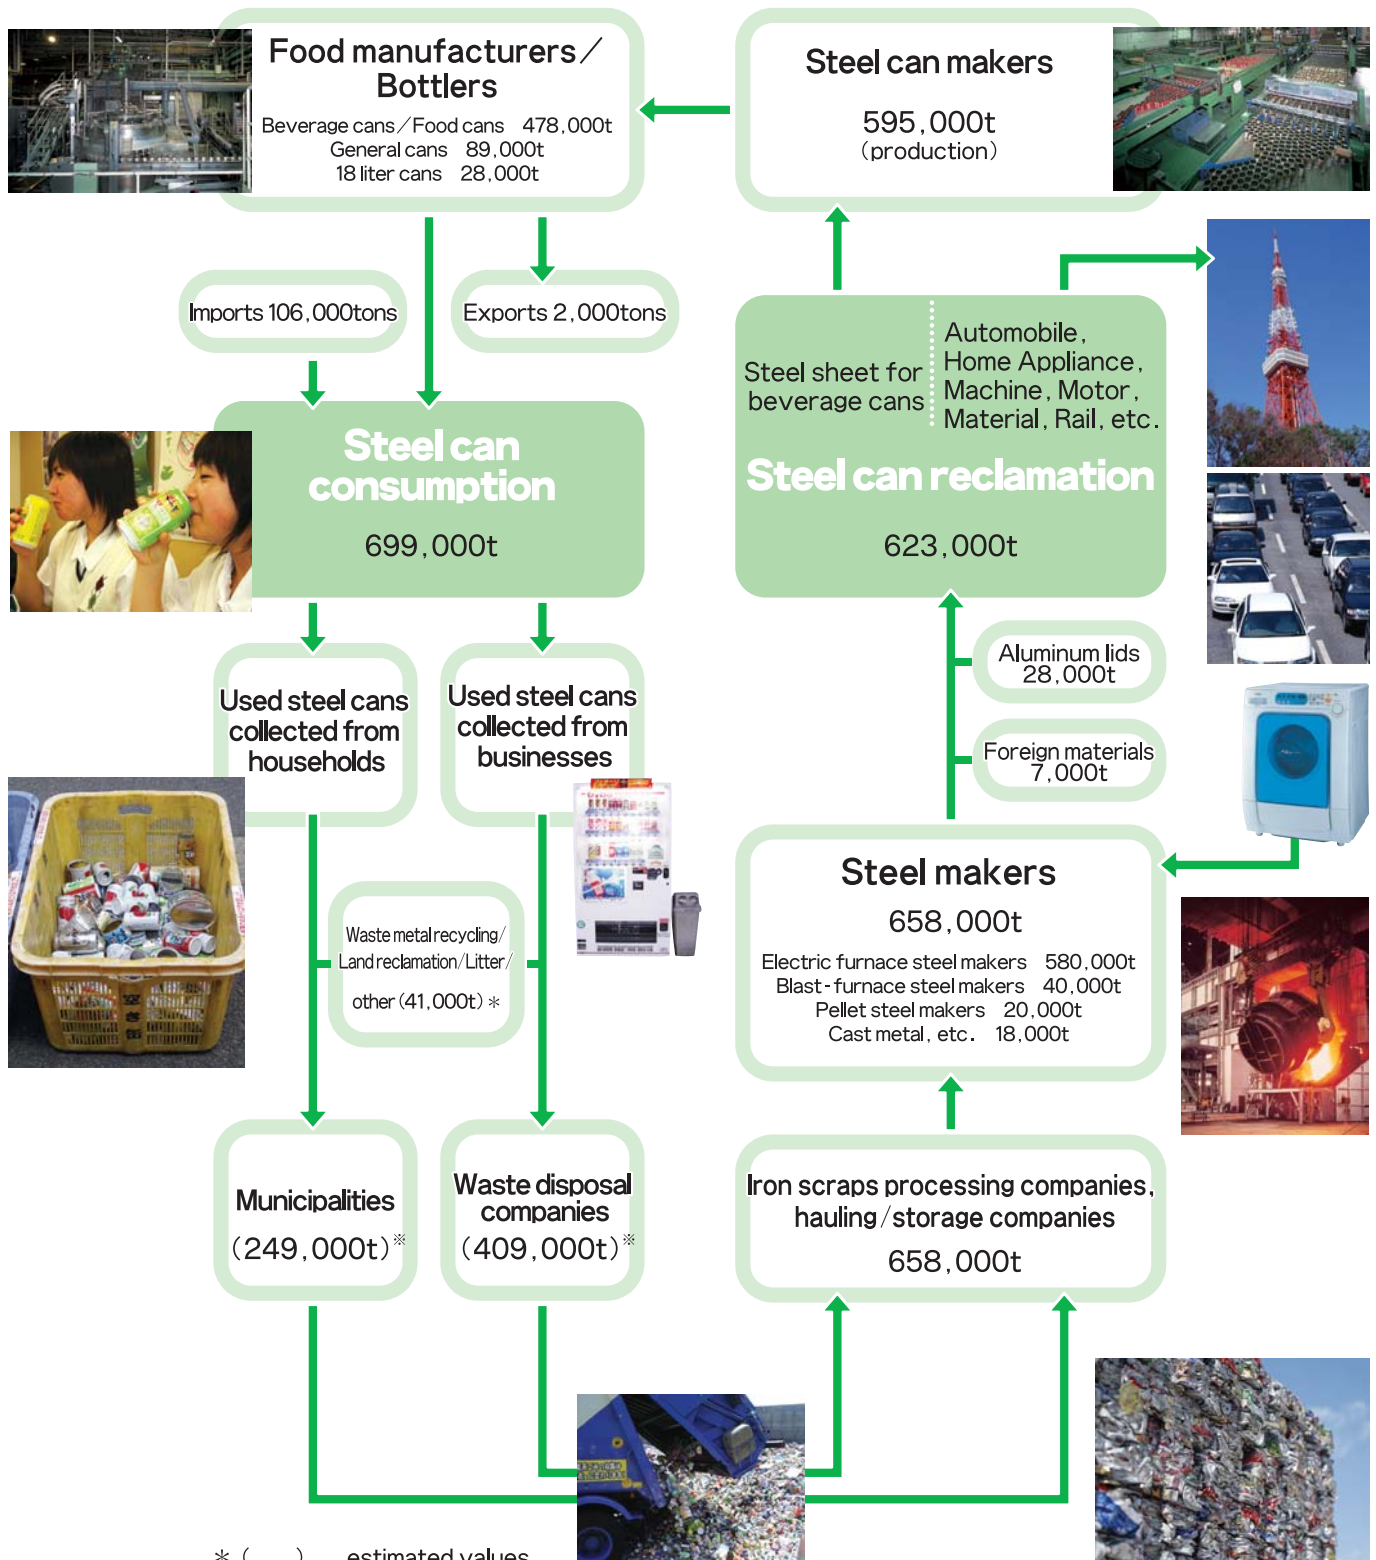 Food manufacturers／
Bottlers
Beverage cans／Food cans 478,000t
General cans 89,000t
18 liter cans 28,000t
Steel can makers
595,000t
(production)
Imports 106,000tons
Exports 2,000tons
Steel can
consumption
699,000t
Steel sheet for
beverage cans
Automobile,
Home Appliance,
Machine, Motor,
Material, Rail, etc.
Steel can reclamation
623,000t
Used steel cans
collected from
households
Used steel cans
collected from
businesses
Aluminum lids
28,000t
Foreign materials
7,000t
Waste metal recycling/
Land reclamation/Litter/
other (41,000t) *
Steel makers
658,000t
Electric furnace steel makers 580,000t
Blast-furnace steel makers 40,000t
Pellet steel makers 20,000t
Cast metal, etc. 18,000t
Municipalities
(249,000t)※
Waste disposal
companies
(409,000t)※
Iron scraps processing companies,
hauling/storage companies
658,000t
空き缶
* ( ) estimated values